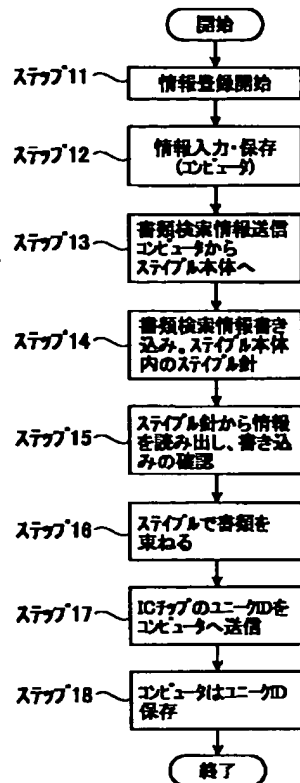 開始
ステップ11
情報登録開始
ステップ12
情報入力・保存
(コンピュータ)
ステップ13
書類検索情報送信
コンピュータから
ステイプル本体へ
ステップ14
書類検索情報書き
込み。ステイプル本体
内のステイプル針
ステップ15
ステイプル針から情報
を読み出し、書き込
みの確認
ステップ16
ステイプルで書類を
束ねる
ステップ17
ICチップのユニークIDを
コンピュータへ送信
ステップ18
コンピュータはユニークID
保存
終了